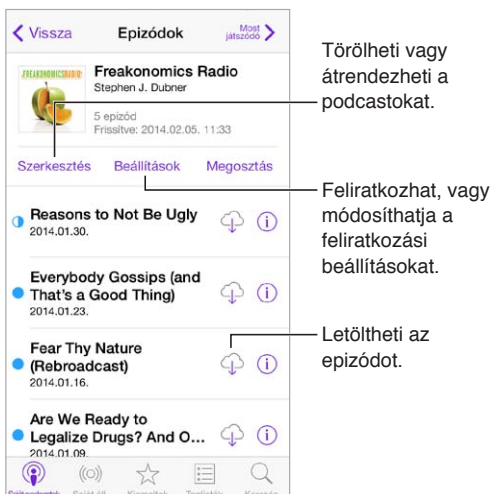 Vissza
Epizódok
Most
játszódó
FREAKONOMICS RADIO
Freakonomics Radio
Stephen J. Dubner
5 epizód
Frissítve: 2014.02.05. 11:33
Szerkesztés
Beállítások
Megosztás
Reasons to Not Be Ugly
2014.01.30.
Everybody Gossips (and
That's a Good Thing)
2014.01.23.
Fear Thy Nature
(Rebroadcast)
2014.01.16.
Are We Ready to
Legalize Drugs? And O...
2014.01.09.
Törölheti vagy
átrendezheti a
podcastokat.
Feliratkozhat, vagy
módosíthatja a
feliratkozási
beállításokat.
Letöltheti az
epizódot.